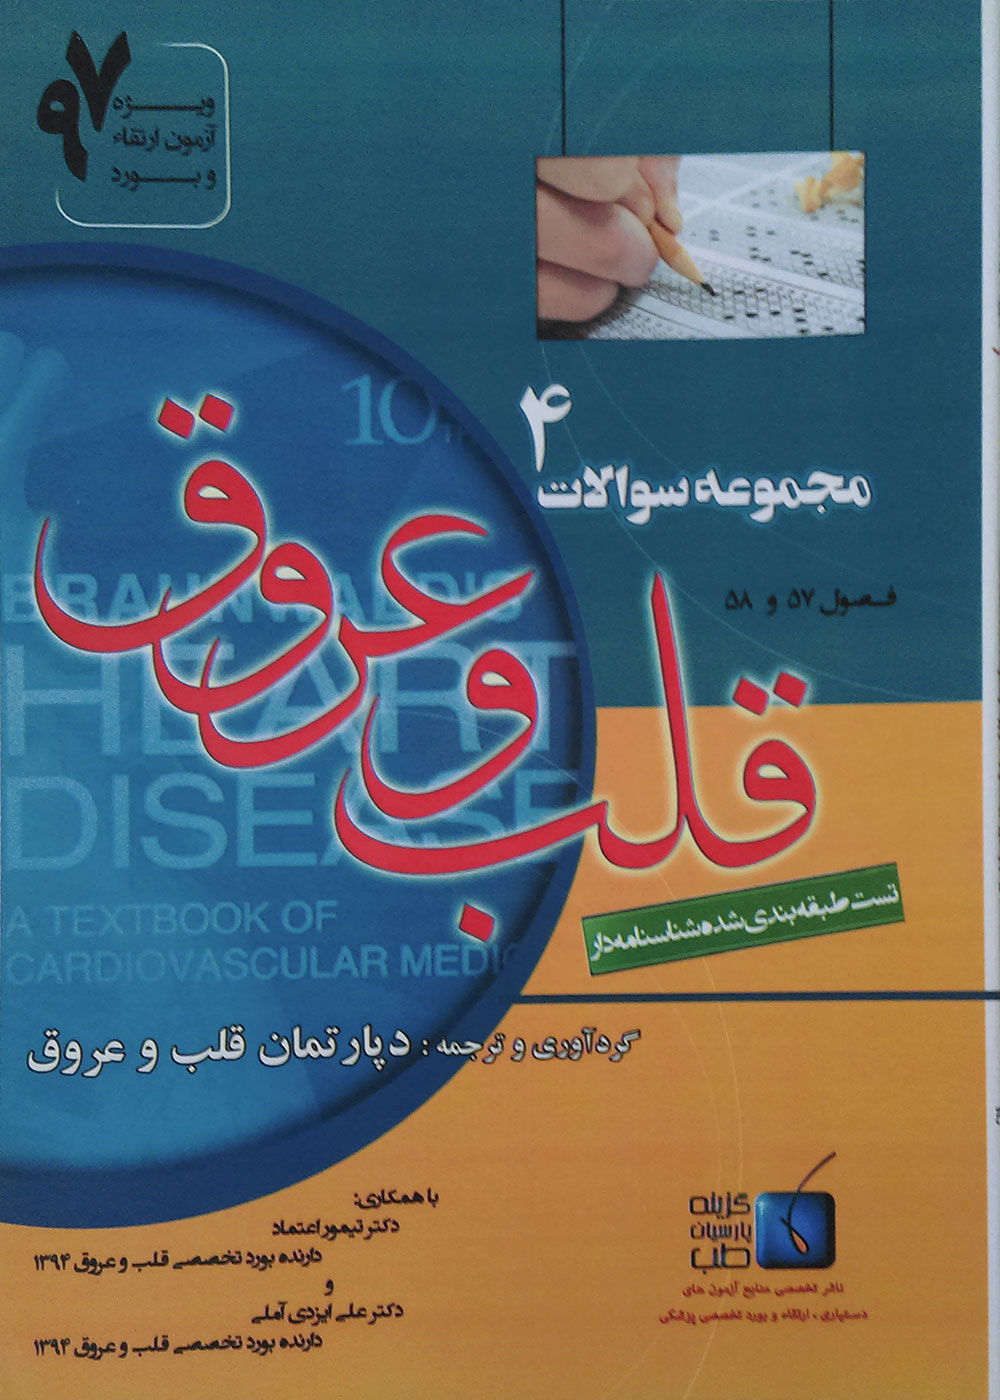 ویژه
آزمون ارتقاء
و بورد
۹۷
مجموعه سوالات ۴
فصول ۵۷ و ۵۸
قلب و عروق
10TH
BRAUNWALD'S
HEART
DISEASE
A TEXTBOOK OF
CARDIOVASCULAR MEDIC
تست طبقه‌بندی شده شناسنامه‌دار
گردآوری و ترجمه: دپارتمان قلب و عروق
با همکاری:
دکتر تیمور اعتماد
دارنده بورد تخصصی قلب و عروق ۱۳۹۴
و
دکتر علی ایزدی آملی
دارنده بورد تخصصی قلب و عروق ۱۳۹۴
گزینه
پارسیان
طب
ناشر تخصصی منابع آزمون های
دستیاری، ارتقاء و بورد تخصصی پزشکی